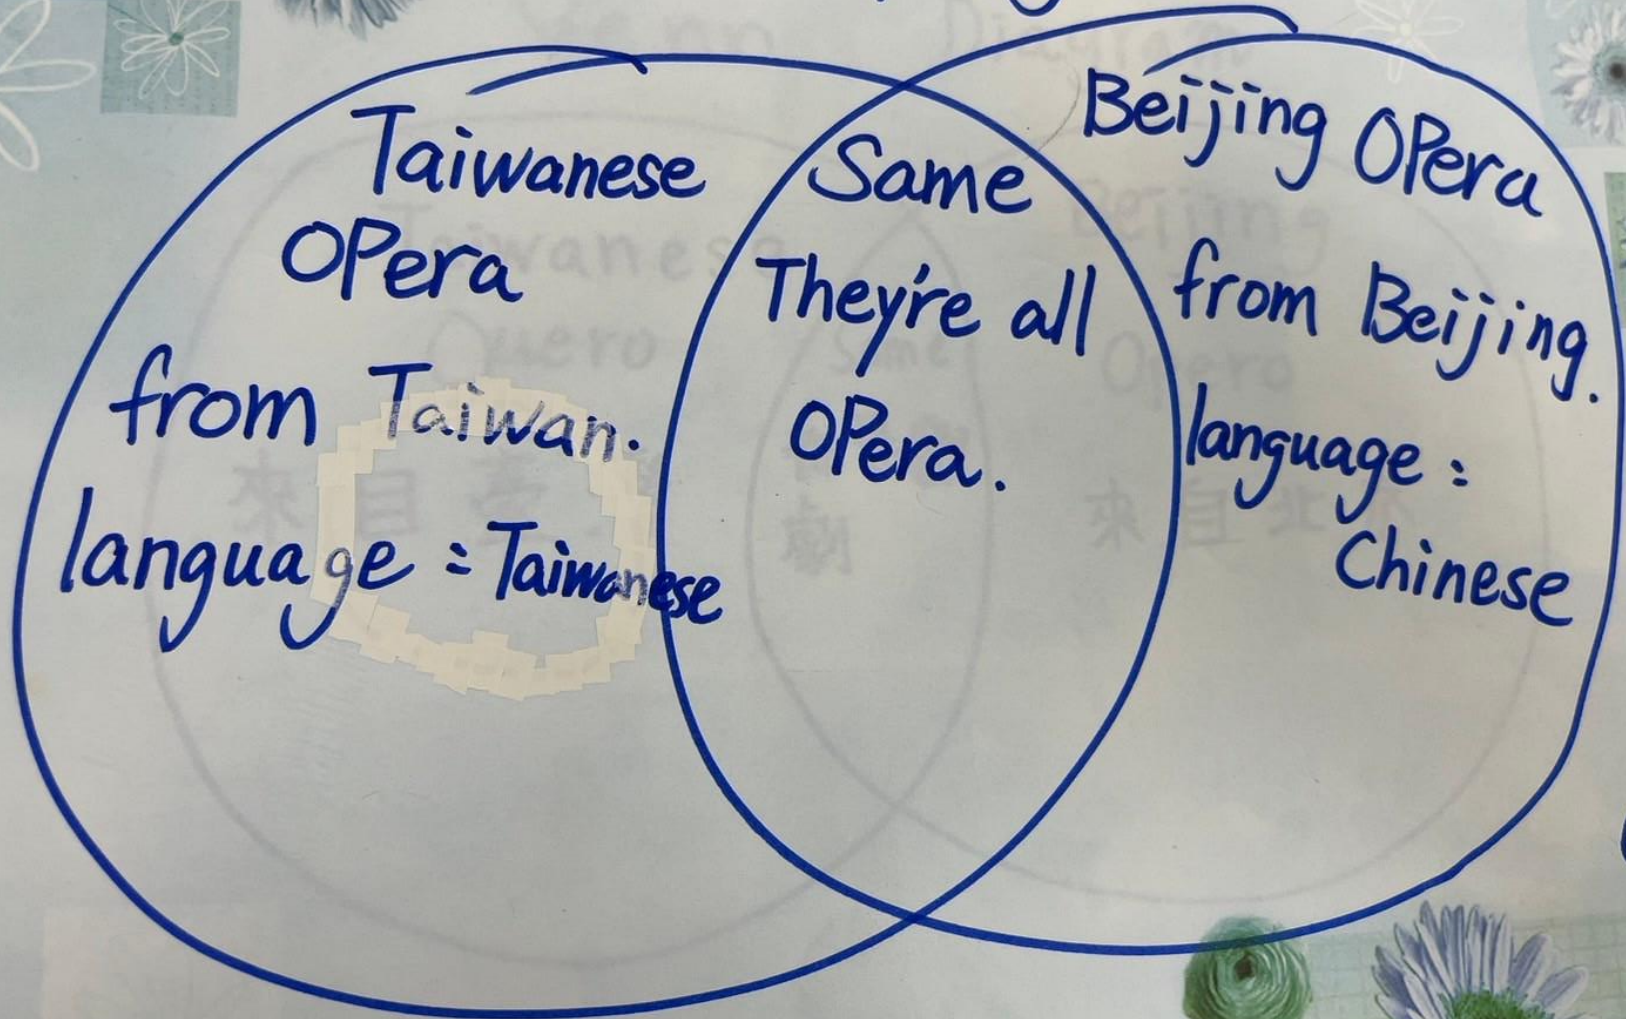 Taiwanese
OPera
from Taiwan.
language : Taiwanese
Same
They're all
OPera.
Beijing OPera
from Beijing.
language :
Chinese